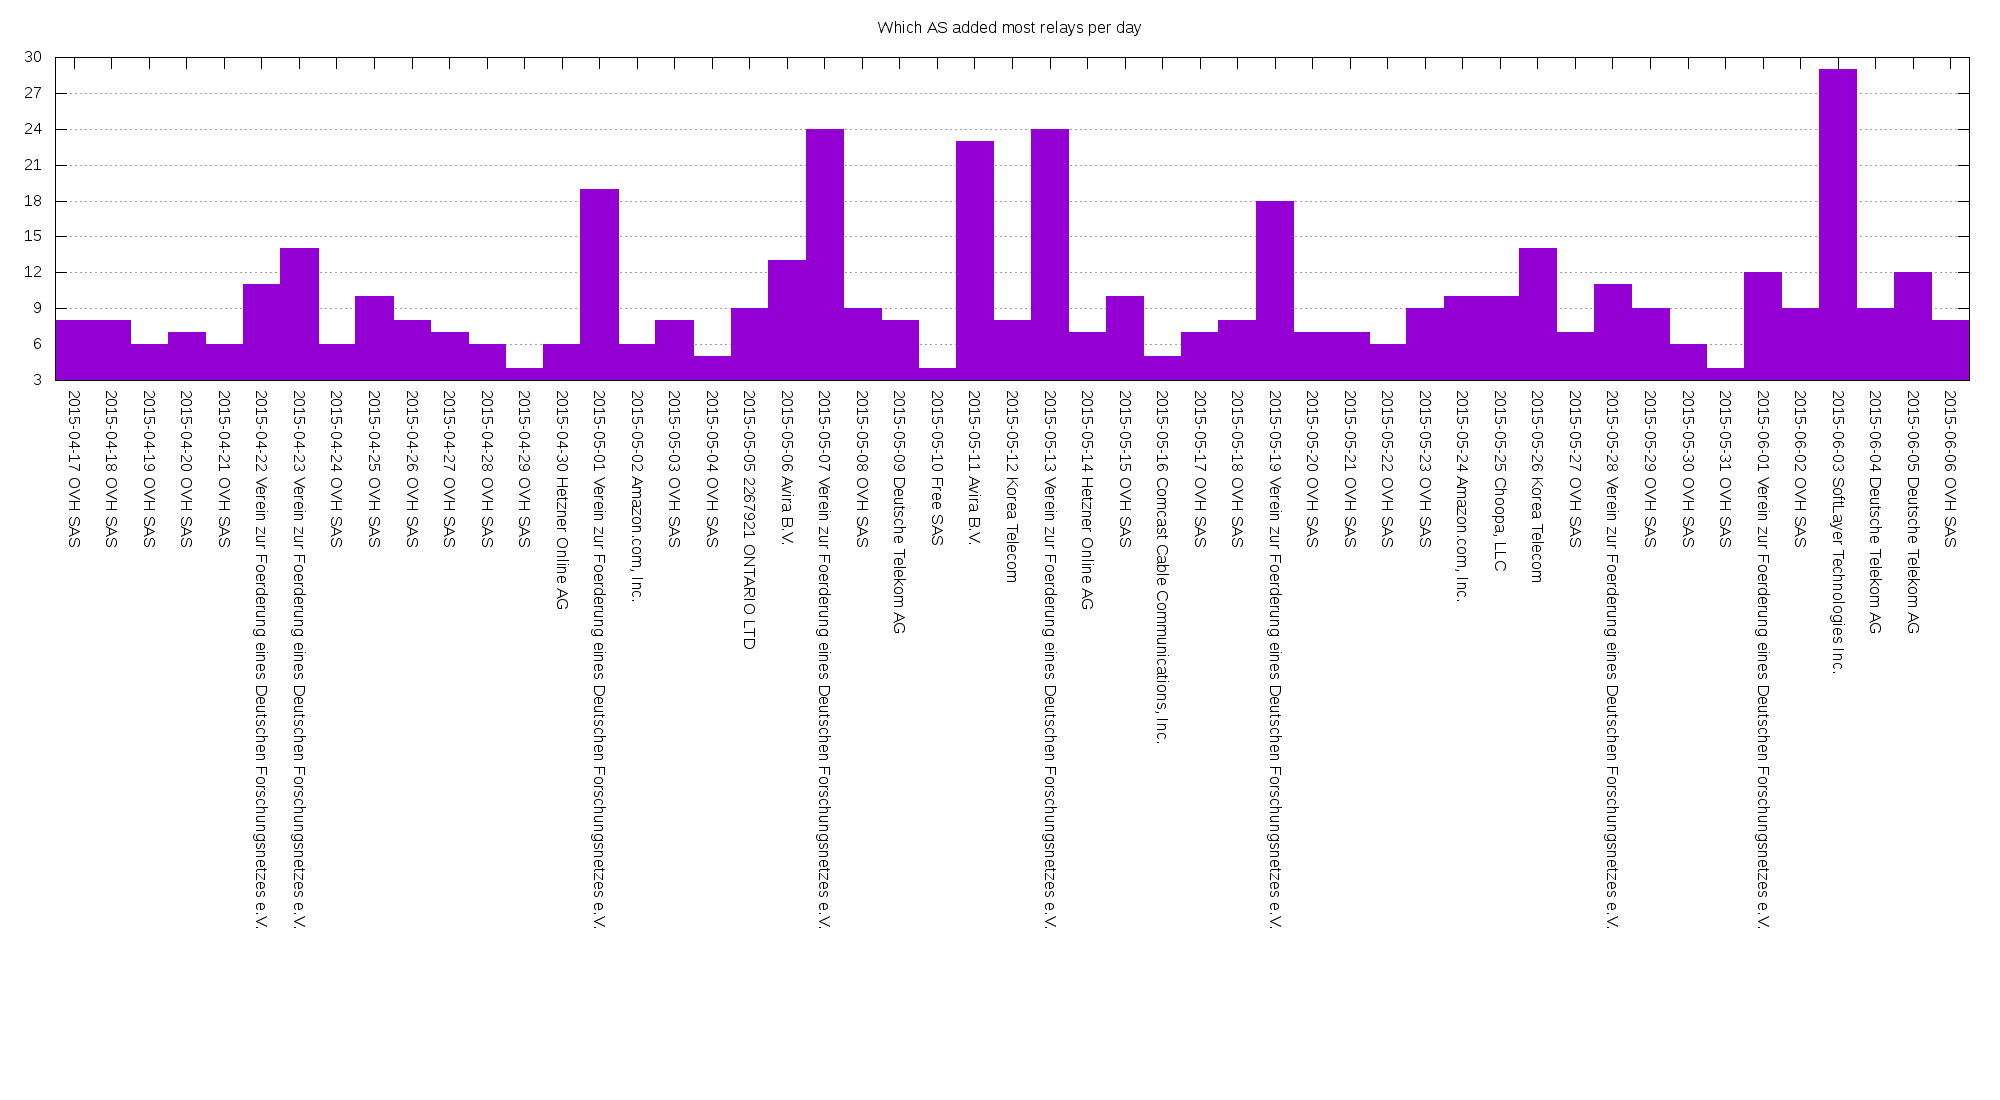 Which AS added most relays per day
30
27
24
21
18
15
12
9
6
3
2015-04-17 OVH SAS
2015-04-18 OVH SAS
2015-04-19 OVH SAS
2015-04-20 OVH SAS
2015-04-21 OVH SAS
2015-04-22 Verein zur Foerderung eines Deutschen Forschungsnetzes e.V.
2015-04-23 Verein zur Foerderung eines Deutschen Forschungsnetzes e.V.
2015-04-24 OVH SAS
2015-04-25 OVH SAS
2015-04-26 OVH SAS
2015-04-27 OVH SAS
2015-04-28 OVH SAS
2015-04-29 OVH SAS
2015-04-30 Hetzner Online AG
2015-05-01 Verein zur Foerderung eines Deutschen Forschungsnetzes e.V.
2015-05-02 Amazon.com, Inc.
2015-05-03 OVH SAS
2015-05-04 OVH SAS
2015-05-05 2267921 ONTARIO LTD
2015-05-06 Avira B.V.
2015-05-07 Verein zur Foerderung eines Deutschen Forschungsnetzes e.V.
2015-05-08 OVH SAS
2015-05-09 Deutsche Telekom AG
2015-05-10 Free SAS
2015-05-11 Avira B.V.
2015-05-12 Korea Telecom
2015-05-13 Verein zur Foerderung eines Deutschen Forschungsnetzes e.V.
2015-05-14 Hetzner Online AG
2015-05-15 OVH SAS
2015-05-16 Comcast Cable Communications, Inc.
2015-05-17 OVH SAS
2015-05-18 OVH SAS
2015-05-19 Verein zur Foerderung eines Deutschen Forschungsnetzes e.V.
2015-05-20 OVH SAS
2015-05-21 OVH SAS
2015-05-22 OVH SAS
2015-05-23 OVH SAS
2015-05-24 Amazon.com, Inc.
2015-05-25 Choopa, LLC
2015-05-26 Korea Telecom
2015-05-27 OVH SAS
2015-05-28 Verein zur Foerderung eines Deutschen Forschungsnetzes e.V.
2015-05-29 OVH SAS
2015-05-30 OVH SAS
2015-05-31 OVH SAS
2015-06-01 Verein zur Foerderung eines Deutschen Forschungsnetzes e.V.
2015-06-02 OVH SAS
2015-06-03 SoftLayer Technologies Inc.
2015-06-04 Deutsche Telekom AG
2015-06-05 Deutsche Telekom AG
2015-06-06 OVH SAS